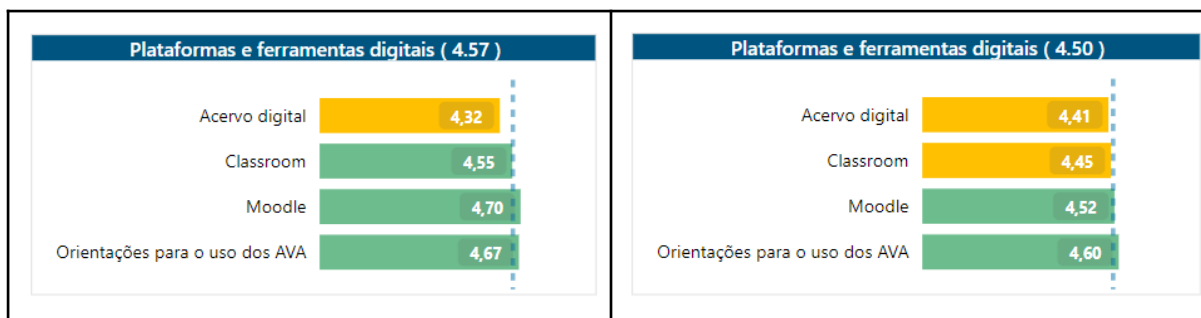 Plataformas e ferramentas digitais ( 4.57 )
Acervo digital 4,32
Classroom 4,55
Moodle 4,70
Orientações para o uso dos AVA 4,67
Plataformas e ferramentas digitais ( 4.50 )
Acervo digital 4,41
Classroom 4,45
Moodle 4,52
Orientações para o uso dos AVA 4,60